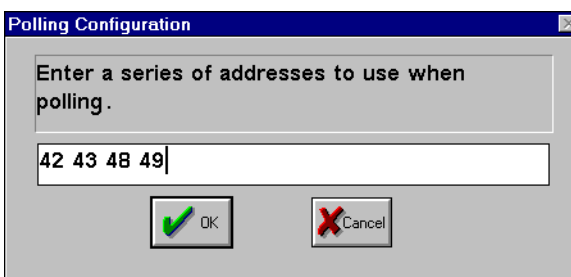 Polling Configuration
Enter a series of addresses to use when
polling.
42 43 48 49
OK
Cancel